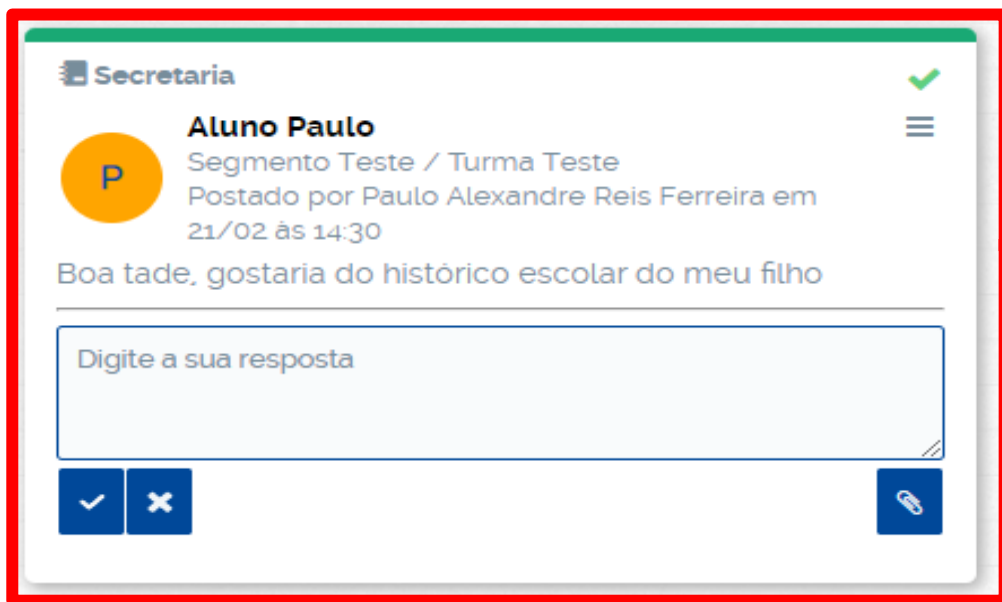 Secretaria
Aluno Paulo
P
Segmento Teste / Turma Teste
Postado por Paulo Alexandre Reis Ferreira em
21/02 às 14:30
Boa tade, gostaria do histórico escolar do meu filho
Digite a sua resposta